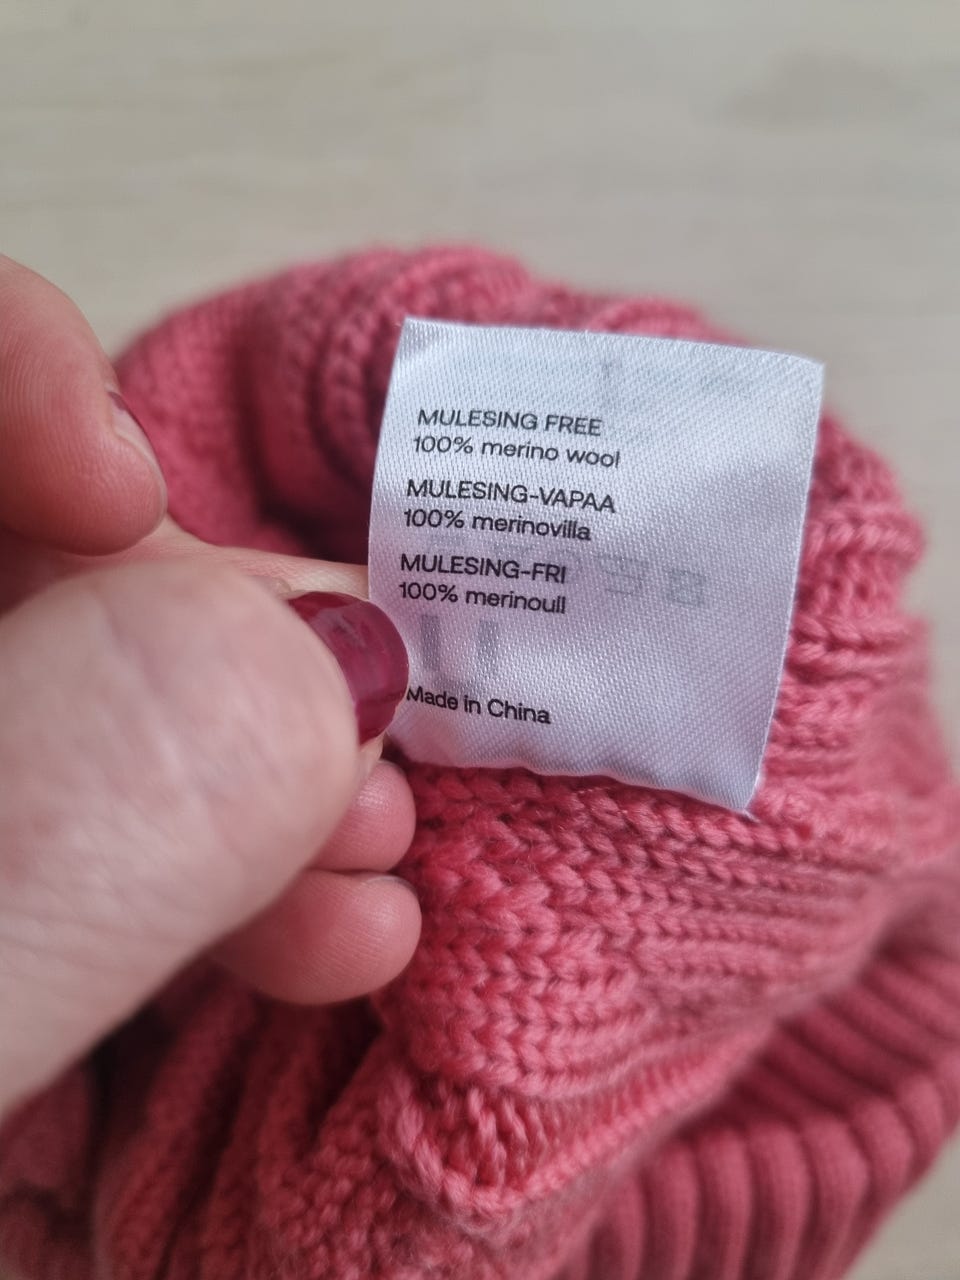 MULESING FREE
100% merino wool
MULESING-VAPAA
100% merinovilla
MULESING-FRI
100% merinoull
Made in China